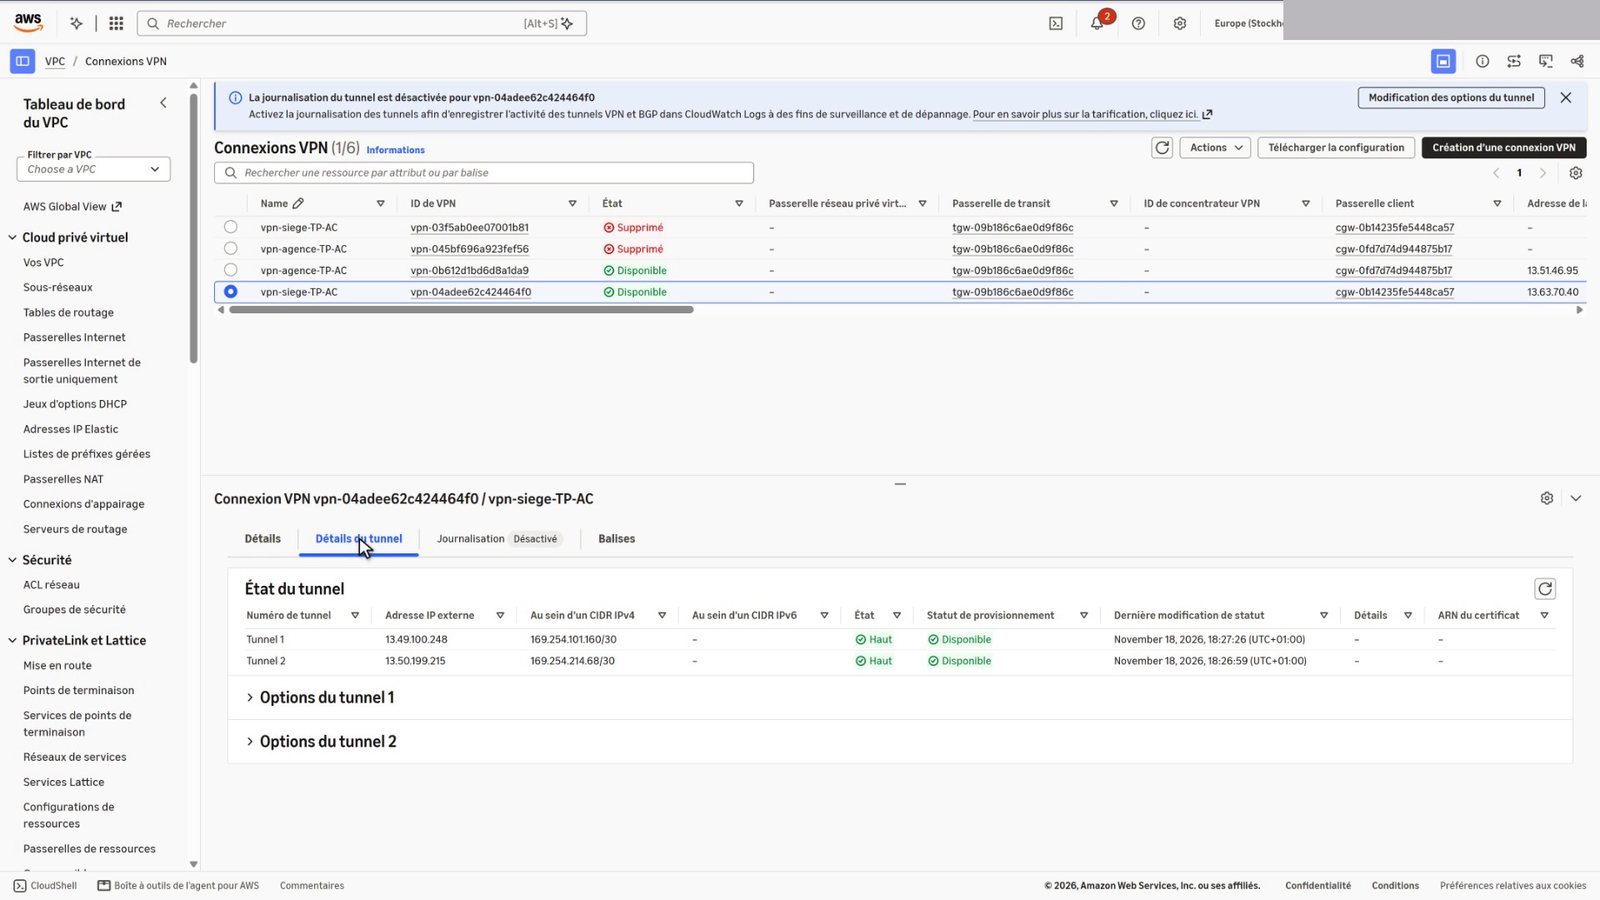 aws
Rechercher [Alt+S] 2 Europe (Stockh
VPC / Connexions VPN
Tableau de bord du VPC
Filtrer par VPC
Choose a VPC
AWS Global View
Cloud privé virtuel
Vos VPC
Sous-réseaux
Tables de routage
Passerelles Internet
Passerelles Internet de
sortie uniquement
Jeux d'options DHCP
Adresses IP Elastic
Listes de préfixes gérées
Passerelles NAT
Connexions d'appairage
Serveurs de routage
Sécurité
ACL réseau
Groupes de sécurité
PrivateLink et Lattice
Mise en route
Points de terminaison
Services de points de
terminaison
Réseaux de services
Services Lattice
Configurations de
ressources
Passerelles de ressources
La journalisation du tunnel est désactivée pour vpn-04adee62c424464f0
Activez la journalisation des tunnels afin d'enregistrer l'activité des tunnels VPN et BGP dans CloudWatch Logs à des fins de surveillance et de dépannage. Pour en savoir plus sur la tarification, cliquez ici.
Modification des options du tunnel
Connexions VPN (1/6) Informations
Actions Télécharger la configuration Création d'une connexion VPN
Rechercher une ressource par attribut ou par balise
1
Name ID de VPN État Passerelle réseau privé virt... Passerelle de transit ID de concentrateur VPN Passerelle client Adresse de la
vpn-siege-TP-AC vpn-03f5ab0ee07001b81 Supprimé – tgw-09b186c6ae0d9f86c – cgw-0b14235fe5448ca57 –
vpn-agence-TP-AC vpn-045bf696a923fef56 Supprimé – tgw-09b186c6ae0d9f86c – cgw-0fd7d74d944875b17 –
vpn-agence-TP-AC vpn-0b612d1bd6d8a1da9 Disponible – tgw-09b186c6ae0d9f86c – cgw-0fd7d74d944875b17 13.51.46.95
vpn-siege-TP-AC vpn-04adee62c424464f0 Disponible – tgw-09b186c6ae0d9f86c – cgw-0b14235fe5448ca57 13.63.70.40
Connexion VPN vpn-04adee62c424464f0 / vpn-siege-TP-AC
Détails Détails du tunnel Journalisation Désactivé Balises
État du tunnel
Numéro de tunnel Adresse IP externe Au sein d'un CIDR IPv4 Au sein d'un CIDR IPv6 État Statut de provisionnement Dernière modification de statut Détails ARN du certificat
Tunnel 1 13.49.100.248 169.254.101.160/30 – Haut Disponible November 18, 2026, 18:27:26 (UTC+01:00) – –
Tunnel 2 13.50.199.215 169.254.214.68/30 – Haut Disponible November 18, 2026, 18:26:59 (UTC+01:00) – –
Options du tunnel 1
Options du tunnel 2
CloudShell Boîte à outils de l'agent pour AWS Commentaires
© 2026, Amazon Web Services, Inc. ou ses affiliés. Confidentialité Conditions Préférences relatives aux cookies